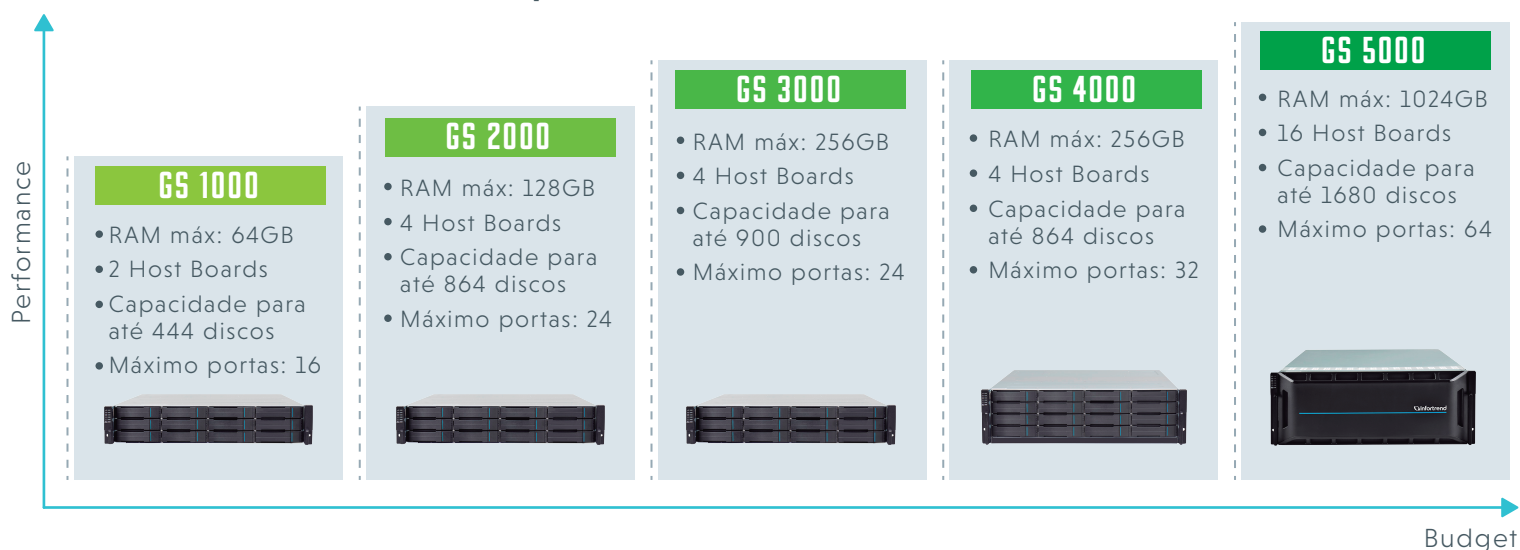 Performance
GS 1000
• RAM máx: 64GB
• 2 Host Boards
• Capacidade para
até 444 discos
• Máximo portas: 16
GS 2000
• RAM máx: 128GB
• 4 Host Boards
• Capacidade para
até 864 discos
• Máximo portas: 24
GS 3000
• RAM máx: 256GB
• 4 Host Boards
• Capacidade para
até 900 discos
• Máximo portas: 24
GS 4000
• RAM máx: 256GB
• 4 Host Boards
• Capacidade para
até 864 discos
• Máximo portas: 32
GS 5000
• RAM máx: 1024GB
• 16 Host Boards
• Capacidade para
até 1680 discos
• Máximo portas: 64
infortrend
Budget